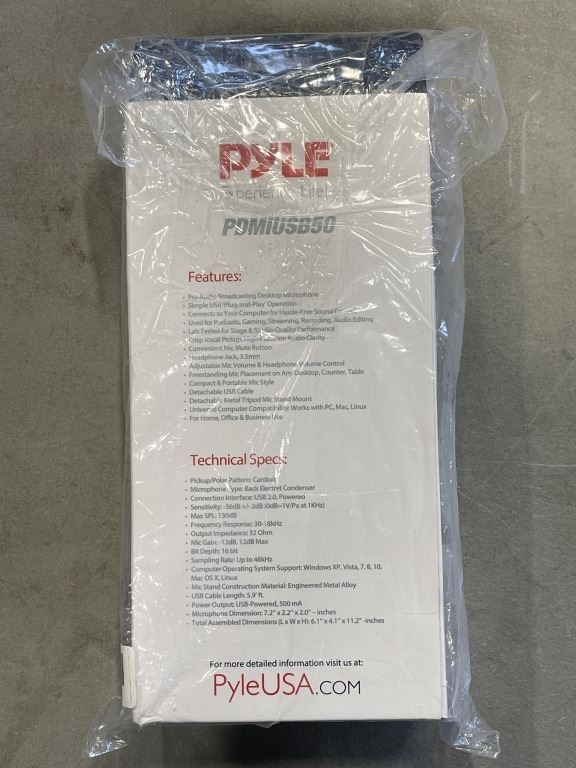 PYLE
PDMiUSB50
Features:
• Pro Audio Broadcasting Desktop Microphone
• Simple USB 'Plug-and-Play' Operation
• Connects to Your Computer for Hassle-Free Sound
• Used for Podcasts, Gaming, Streaming, Recording, Audio Editing
• Lab Tested for Stage & Studio Quality Performance
• Crisp Vocal Pickup, High-Precision Audio Clarity
• Convenient Mic Mute Button
• Headphone Jack, 3.5mm
• Adjustable Mic Volume & Headphone Volume Control
• Freestanding Mic Placement on Any Desktop, Counter, Table
• Compact & Portable Mic Style
• Detachable USB Cable
• Detachable Metal Tripod Mic Stand Mount
• Universal Computer Compatibility: Works with PC, Mac, Linux
• For Home, Office & Business Use
Technical Specs:
• Pickup/Polar Pattern: Cardioid
• Microphone Type: Back Electret Condenser
• Connection Interface: USB 2.0, Powered
• Sensitivity: -36dB +/- 2dB (0dB=1V/Pa at 1KHz)
• Max SPL: 130dB
• Frequency Response: 30-18kHz
• Output Impedance: 32 Ohm
• Mic Gain: -12dB, 12dB Max
• Bit Depth: 16 bit
• Sampling Rate: Up to 48kHz
• Computer Operating System Support: Windows XP, Vista, 7, 8, 10,
Mac OS X, Linux
• Mic Stand Construction Material: Engineered Metal Alloy
• USB Cable Length: 5.9' ft.
• Power Output: USB-Powered, 500 mA
• Microphone Dimension: 7.2" x 2.2" x 2.0" – inches
• Total Assembled Dimensions (L x W x H): 6.1" x 4.1" x 11.2" -inches
For more detailed information visit us at:
PyleUSA.COM